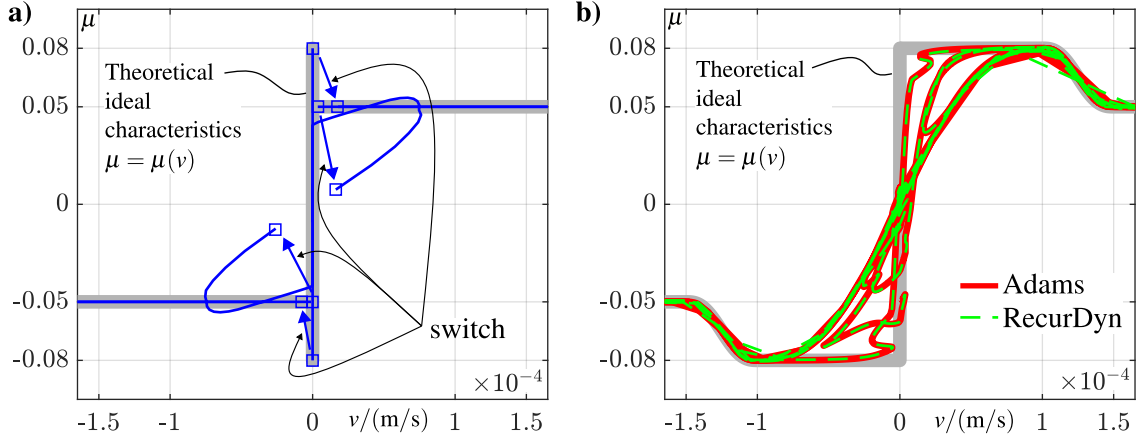 a)
μ
0.08
0.05
0
-0.05
-0.08
Theoretical
ideal
characteristics
μ = μ(v)
switch
×10⁻⁴
-1.5
-1
0
v/(m/s)
1
1.5
b)
μ
0.08
0.05
0
-0.05
-0.08
Theoretical
ideal
characteristics
μ = μ(v)
Adams
RecurDyn
×10⁻⁴
-1.5
-1
0
v/(m/s)
1
1.5